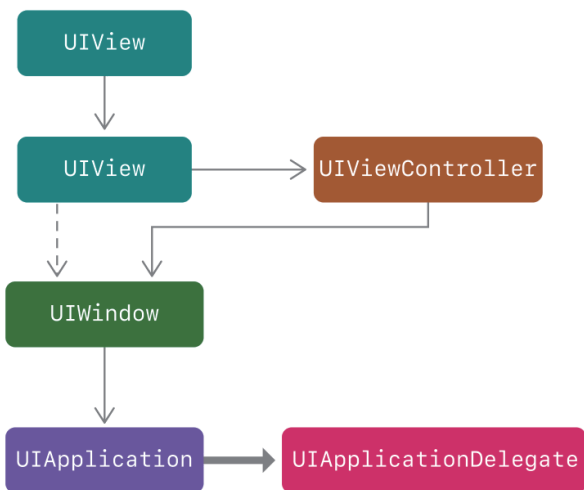 UIView
UIView
UIViewController
UIWindow
UIApplication
UIApplicationDelegate